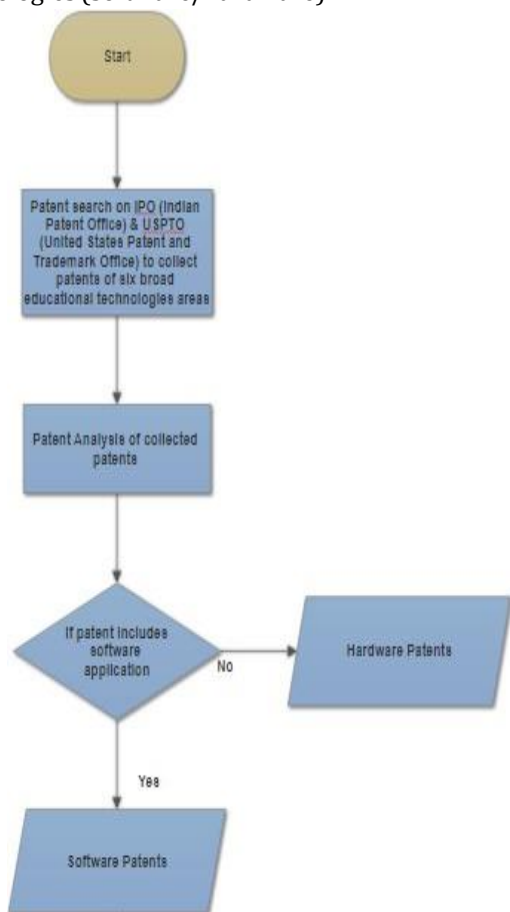 Start
Patent search on IPO (Indian
Patent Office) & USPTO
(United States Patent and
Trademark Office) to collect
patents of six broad
educational technologies areas
Patent Analysis of collected
patents
If patent includes
software
application
No
Hardware Patents
Yes
Software Patents